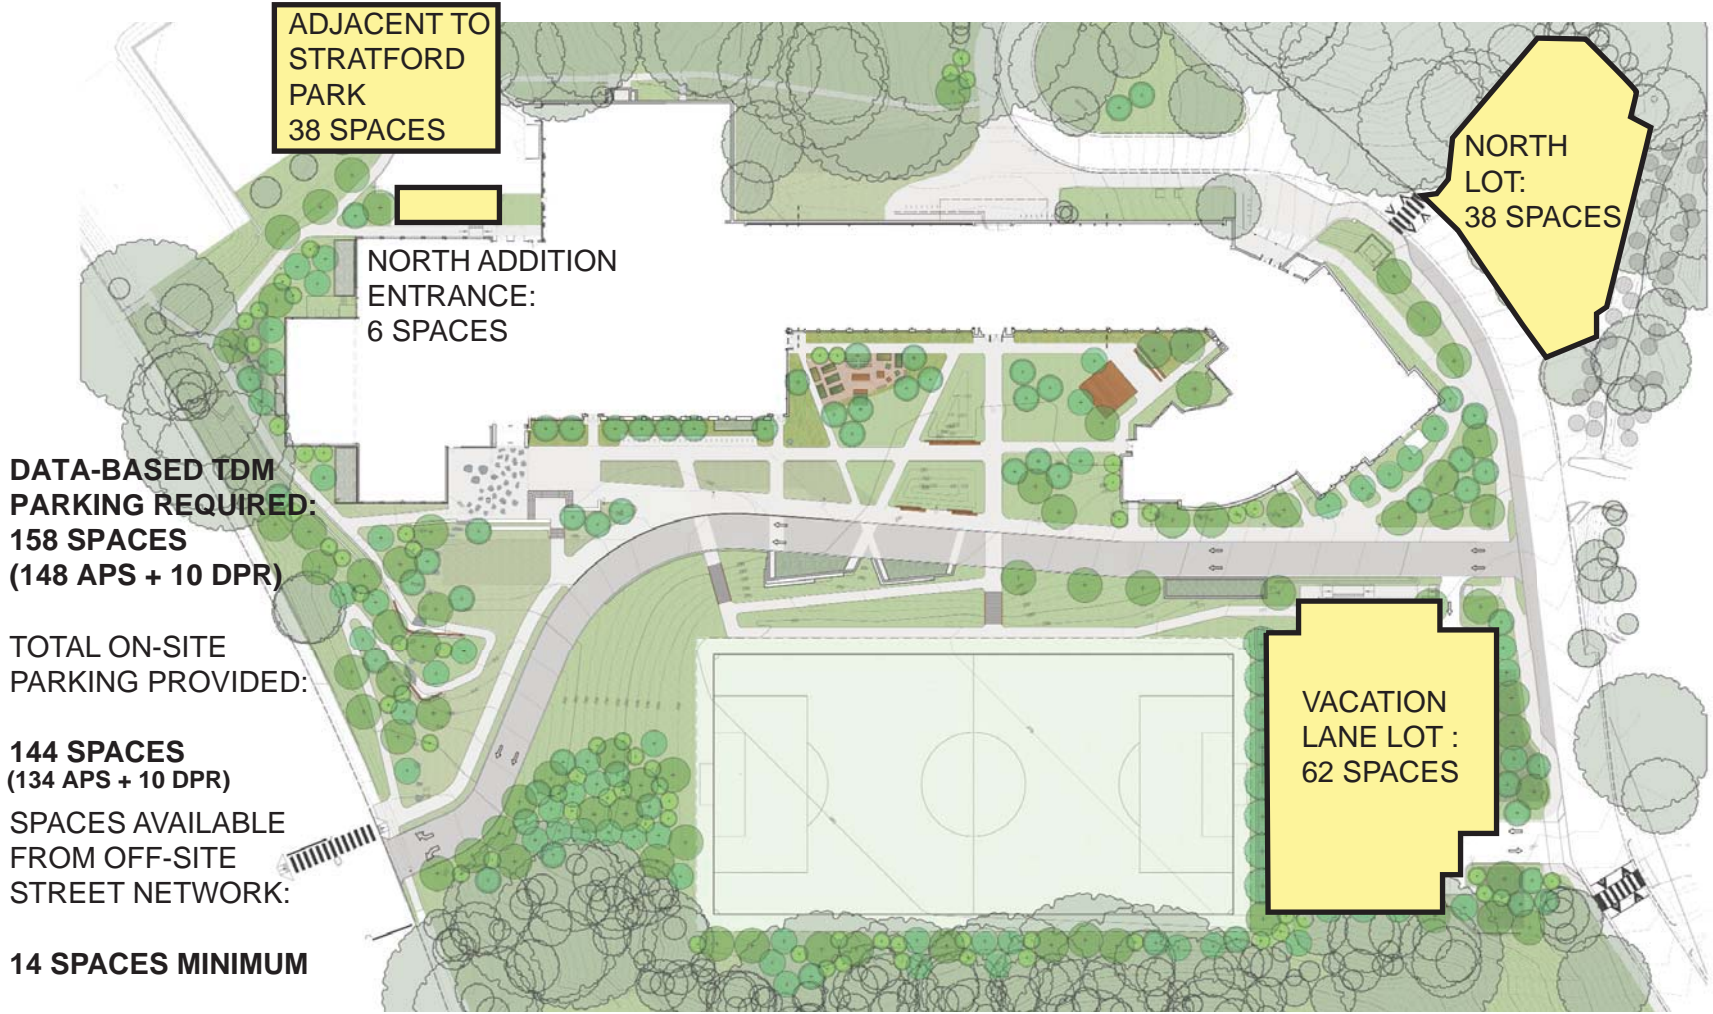 ADJACENT TO
STRATFORD
PARK
38 SPACES
NORTH
LOT:
38 SPACES
NORTH ADDITION
ENTRANCE:
6 SPACES
DATA-BASED TDM
PARKING REQUIRED:
158 SPACES
(148 APS + 10 DPR)
TOTAL ON-SITE
PARKING PROVIDED:
144 SPACES
(134 APS + 10 DPR)
SPACES AVAILABLE
FROM OFF-SITE
STREET NETWORK:
14 SPACES MINIMUM
VACATION
LANE LOT :
62 SPACES